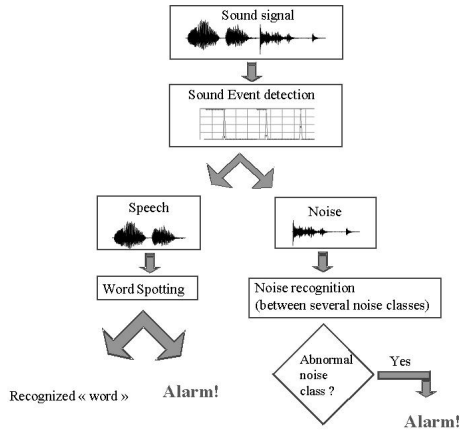 Sound signal
Sound Event detection
Speech
Noise
Word Spotting
Noise recognition
(between several noise classes)
Abnormal
noise
class ?
Yes
Recognized « word »
Alarm!
Alarm!